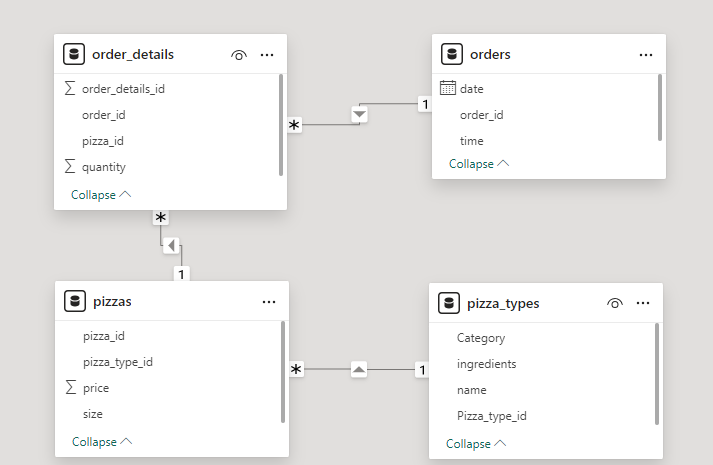 order_details
order_details_id
order_id
pizza_id
quantity
Collapse
orders
date
order_id
time
Collapse
*
1
*
1
pizzas
pizza_id
pizza_type_id
price
size
Collapse
pizza_types
Category
ingredients
name
Pizza_type_id
Collapse
*
1